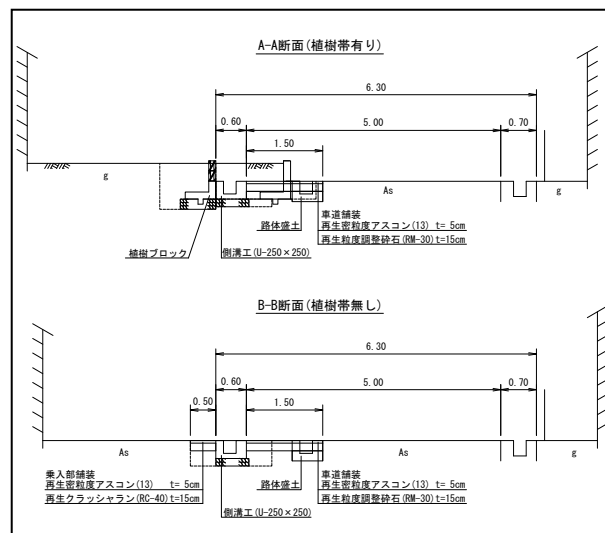 A-A断面(植樹帯有り)
6.30
0.60
5.00
0.70
1.50
g
As
g
路体盛土
車道舗装
再生密粒度アスコン(13) t= 5cm
再生粒度調整砕石(RM-30)t=15cm
植樹ブロック
側溝工(U-250×250)
B-B断面(植樹帯無し)
6.30
0.60
5.00
0.70
0.50
1.50
As
As
g
乗入部舗装
再生密粒度アスコン(13) t= 5cm
再生クラッシャラン(RC-40)t=15cm
路体盛土
車道舗装
再生密粒度アスコン(13) t= 5cm
再生粒度調整砕石(RM-30)t=15cm
側溝工(U-250×250)